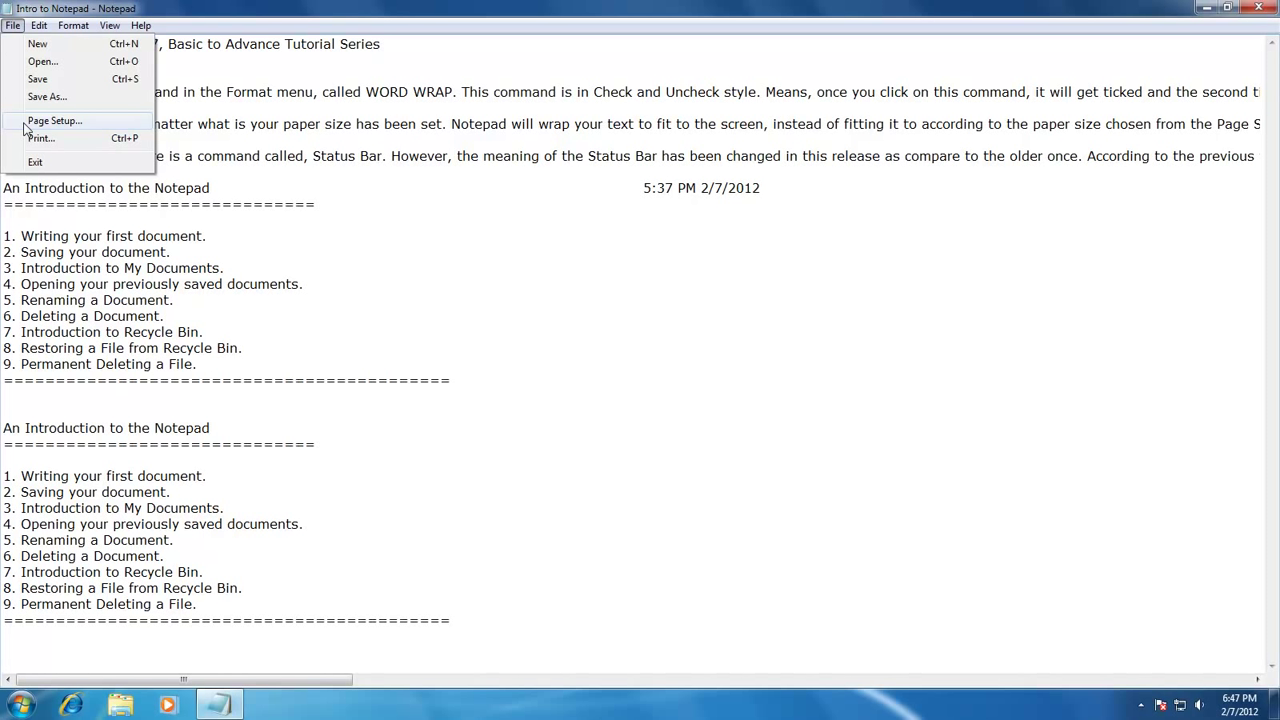 Intro to Notepad - Notepad
File Edit Format View Help
New Ctrl+N
Open... Ctrl+O
Save Ctrl+S
Save As...
Page Setup...
Print... Ctrl+P
Exit
7, Basic to Advance Tutorial Series
and in the Format menu, called WORD WRAP. This command is in Check and Uncheck style. Means, once you click on this command, it will get ticked and the second ti
matter what is your paper size has been set. Notepad will wrap your text to fit to the screen, instead of fitting it to according to the paper size chosen from the Page S
e is a command called, Status Bar. However, the meaning of the Status Bar has been changed in this release as compare to the older once. According to the previous
An Introduction to the Notepad 5:37 PM 2/7/2012
==============================
1. Writing your first document.
2. Saving your document.
3. Introduction to My Documents.
4. Opening your previously saved documents.
5. Renaming a Document.
6. Deleting a Document.
7. Introduction to Recycle Bin.
8. Restoring a File from Recycle Bin.
9. Permanent Deleting a File.
===========================================
An Introduction to the Notepad
==============================
1. Writing your first document.
2. Saving your document.
3. Introduction to My Documents.
4. Opening your previously saved documents.
5. Renaming a Document.
6. Deleting a Document.
7. Introduction to Recycle Bin.
8. Restoring a File from Recycle Bin.
9. Permanent Deleting a File.
===========================================
6:47 PM
2/7/2012